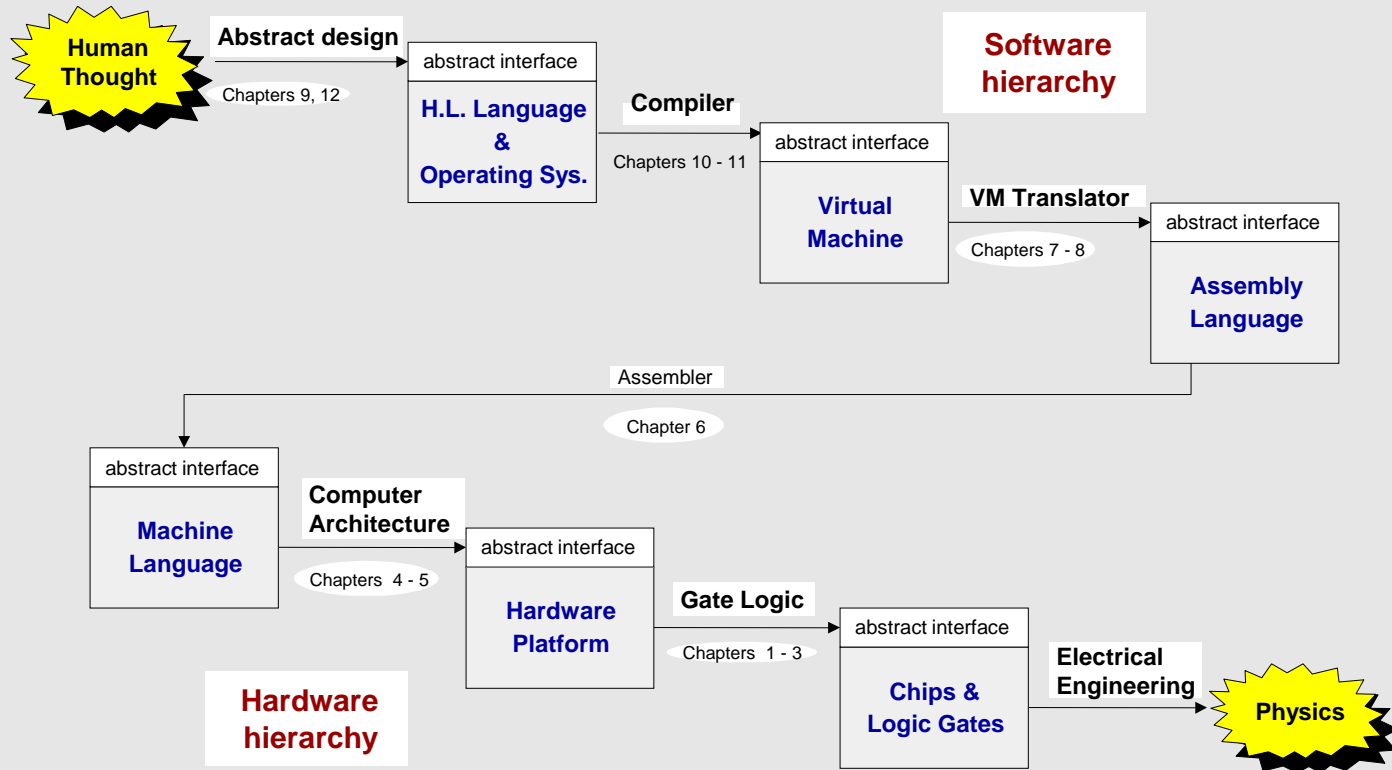 Human
Thought
Abstract design
Chapters 9, 12
abstract interface
H.L. Language
&
Operating Sys.
Software
hierarchy
Compiler
Chapters 10 - 11
abstract interface
Virtual
Machine
VM Translator
Chapters 7 - 8
abstract interface
Assembly
Language
Assembler
Chapter 6
abstract interface
Machine
Language
Computer
Architecture
Chapters 4 - 5
abstract interface
Hardware
Platform
Gate Logic
Chapters 1 - 3
abstract interface
Chips &
Logic Gates
Electrical
Engineering
Physics
Hardware
hierarchy